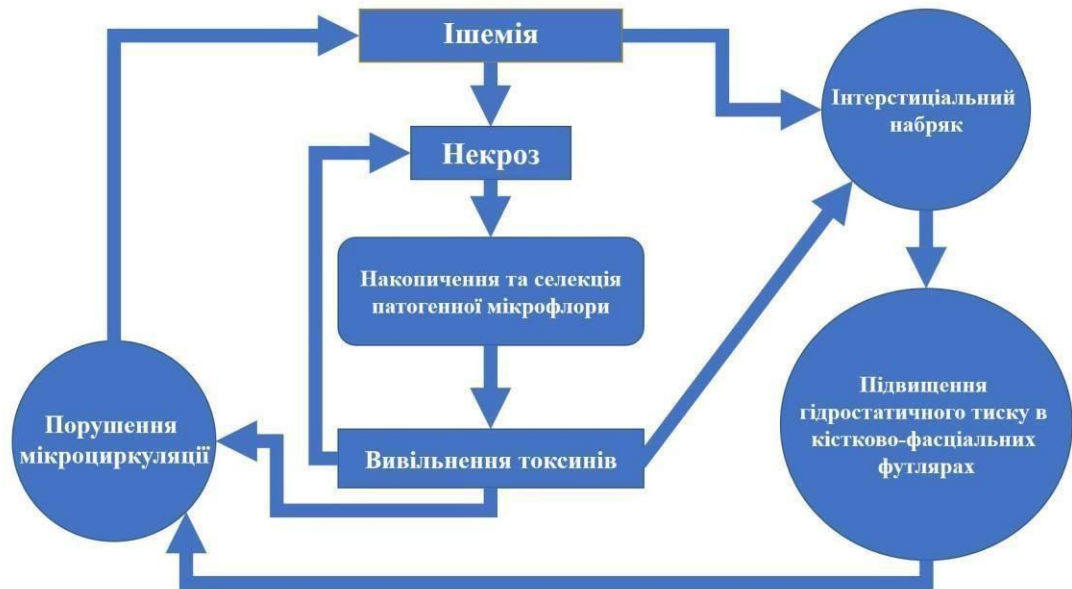 Ішемія
Інтерстиціальний
набряк
Некроз
Накопичення та селекція
патогенної мікрофлори
Підвищення
гідростатичного тиску в
кістково-фасціальних
футлярах
Порушення
мікроциркуляції
Вивільнення токсинів